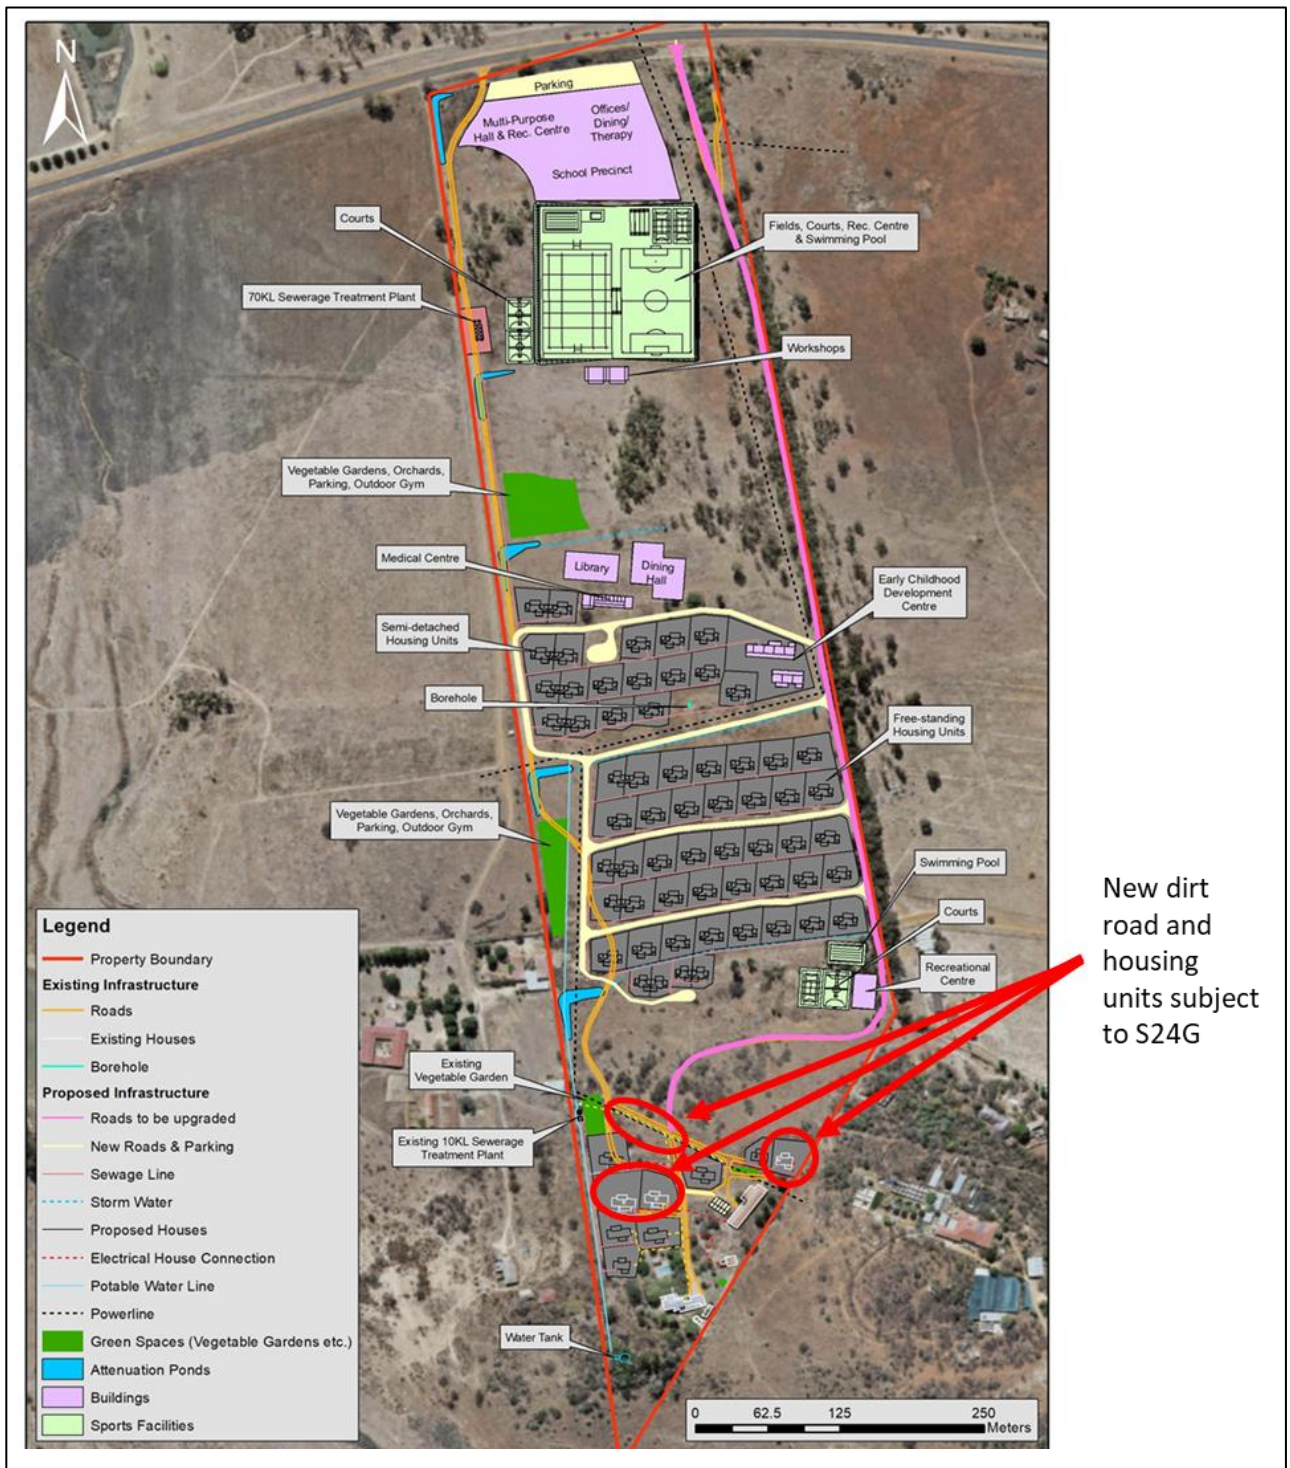 N
Parking
Multi-Purpose
Hall & Rec. Centre
Offices/
Dining/
Therapy
School Precinct
Courts
Fields, Courts, Rec. Centre
& Swimming Pool
70KL Sewerage Treatment Plant
Workshops
Vegetable Gardens, Orchards,
Parking, Outdoor Gym
Medical Centre
Library
Dining
Hall
Early Childhood
Development
Centre
Semi-detached
Housing Units
Borehole
Free-standing
Housing Units
Vegetable Gardens, Orchards,
Parking, Outdoor Gym
Swimming Pool
Courts
Recreational
Centre
New dirt
road and
housing
units subject
to S24G
Existing
Vegetable Garden
Existing 10KL Sewerage
Treatment Plant
Water Tank
Legend
Property Boundary
Existing Infrastructure
Roads
Existing Houses
Borehole
Proposed Infrastructure
Roads to be upgraded
New Roads & Parking
Sewage Line
Storm Water
Proposed Houses
Electrical House Connection
Potable Water Line
Powerline
Green Spaces (Vegetable Gardens etc.)
Attenuation Ponds
Buildings
Sports Facilities
0 62.5 125 250
Meters